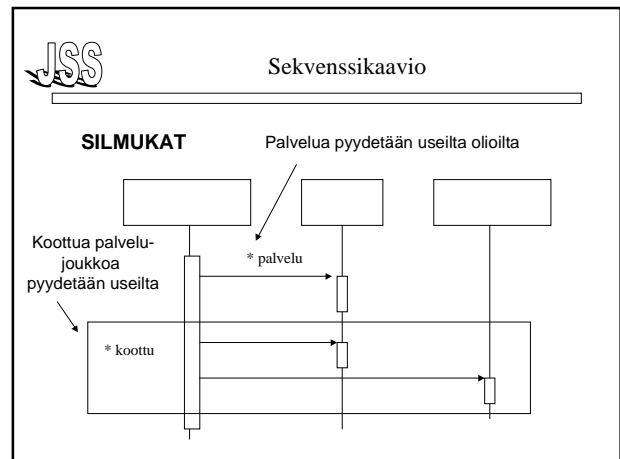 JSS
Sekvenssikaavio
SILMUKAT
Palvelua pyydetään useilta olioilta
Koottua palvelu-
joukkoa
pyydetään useilta
* palvelu
* koottu